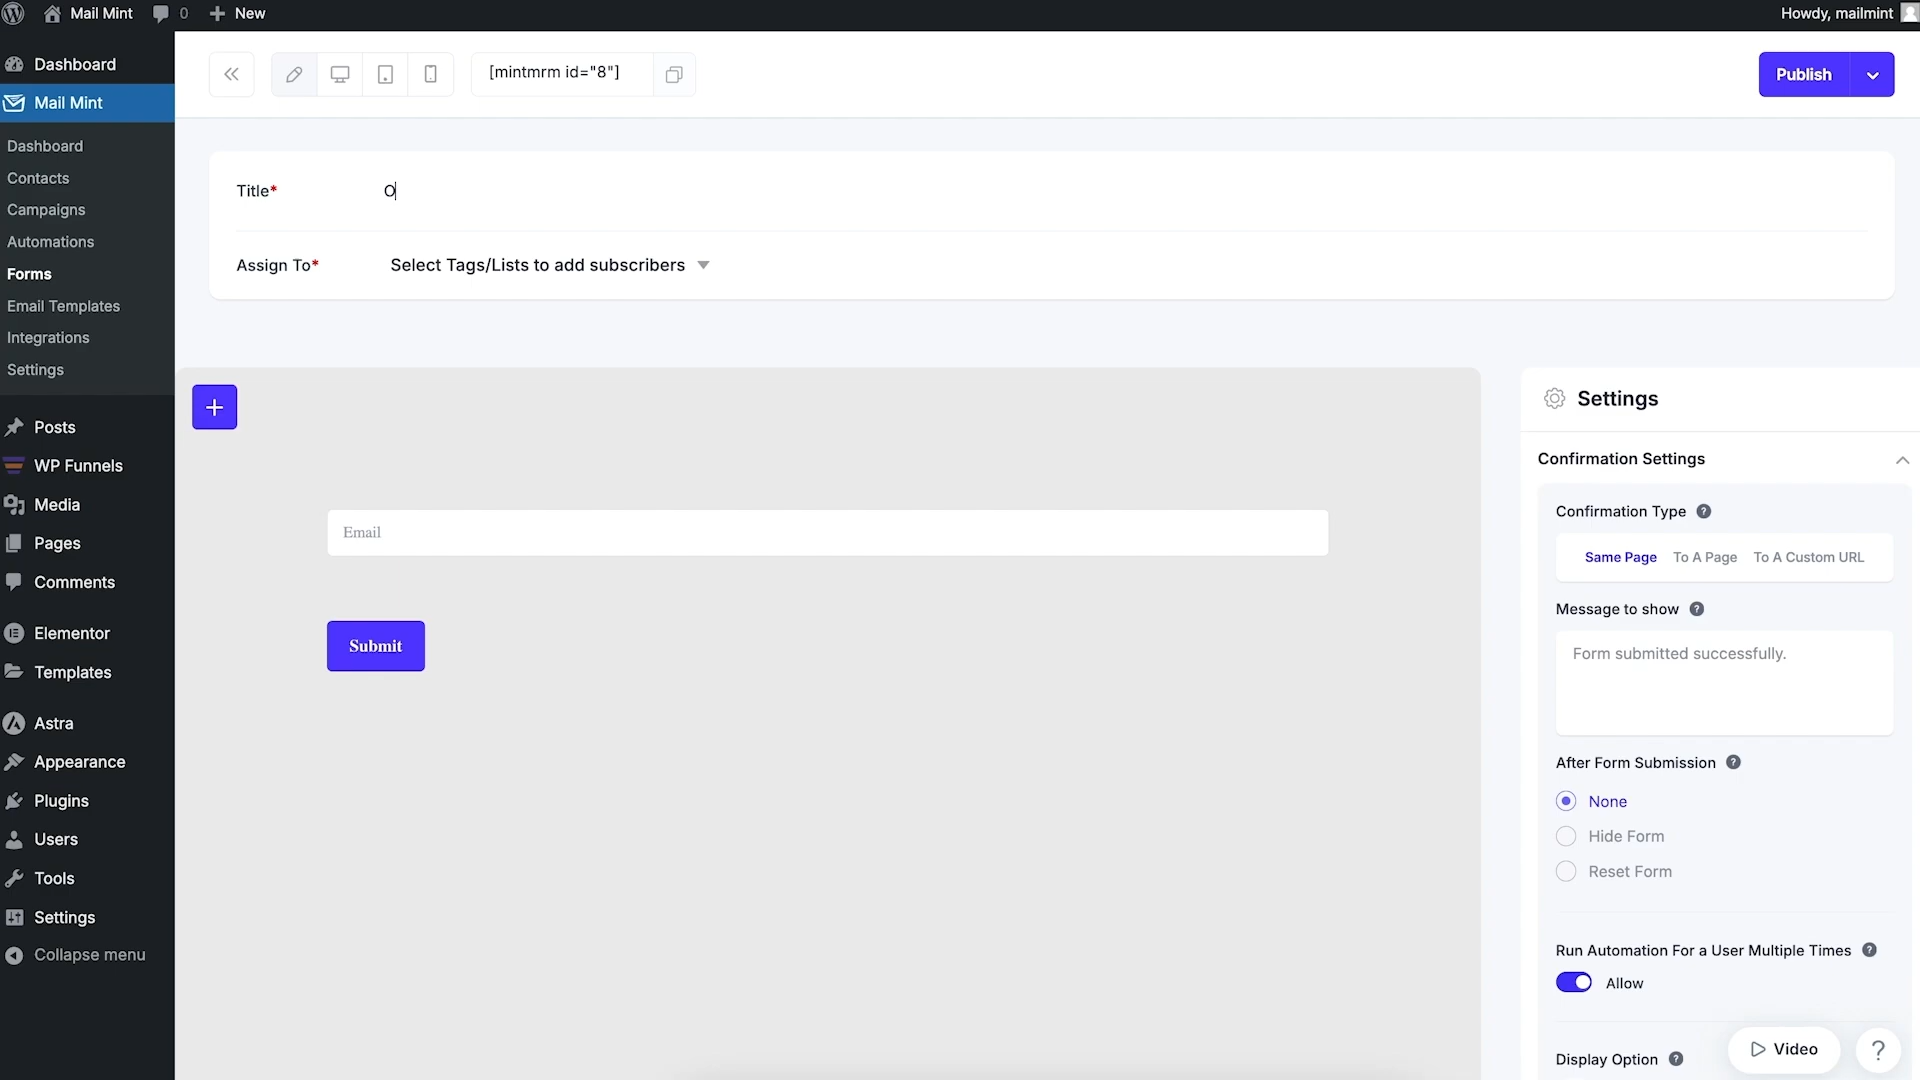 Mail Mint 0 New Howdy, mailmint
Dashboard
Mail Mint
Dashboard
Contacts
Campaigns
Automations
Forms
Email Templates
Integrations
Settings
Posts
WP Funnels
Media
Pages
Comments
Elementor
Templates
Astra
Appearance
Plugins
Users
Tools
Settings
Collapse menu
[mintmrm id="8"]
Publish
Title* O
Assign To* Select Tags/Lists to add subscribers
Email
Submit
Settings
Confirmation Settings
Confirmation Type ?
Same Page To A Page To A Custom URL
Message to show ?
Form submitted successfully.
After Form Submission ?
None
Hide Form
Reset Form
Run Automation For a User Multiple Times ?
Allow
Display Option ?
Video ?